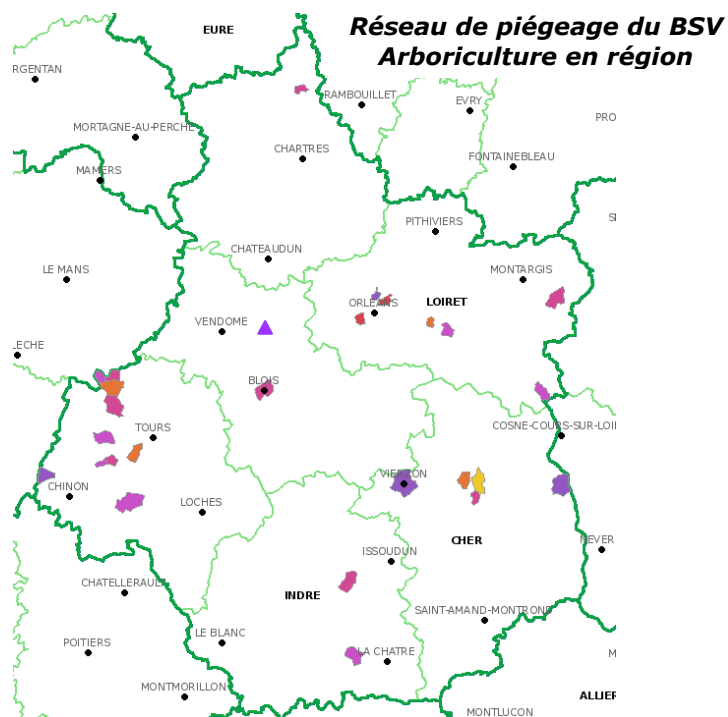 Réseau de piégeage du BSV
Arboriculture en région
EURE
RGENTAN
RAMBOUILLET
EVRY
PRO
MORTAGNE-AU-PERCHE
CHARTRES
FONTAINEBLEAU
MAMERS
PITHIVIERS
CHATEAUDUN
LE MANS
MONTARGIS
ORLEANS
LOIRET
VENDOME
LECHE
BLOIS
COSNE-COURS-SUR-LOI
TOURS
VIERZON
CHINON
LOCHES
NEVER
CHER
ISSOUDUN
CHATELLERAULT
INDRE
SAINT-AMAND-MONTROND
LE BLANC
POITIERS
LA CHATRE
M
MONTMORILLON
ALLIER
MONTLUCON